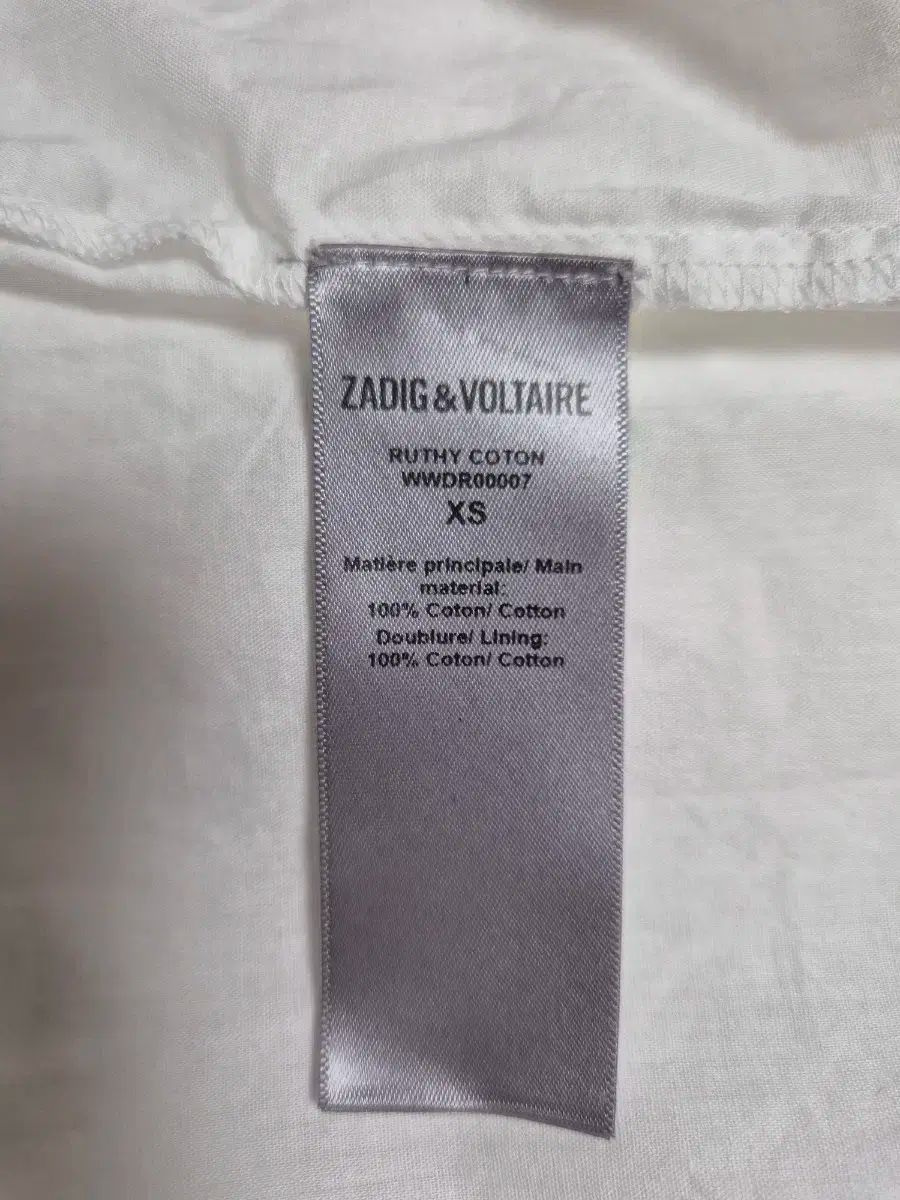 ZADIG&VOLTAIRE
RUTHY COTON
WWDR00007
XS
Matière principale/ Main
material:
100% Coton/ Cotton
Doublure/ Lining:
100% Coton/ Cotton